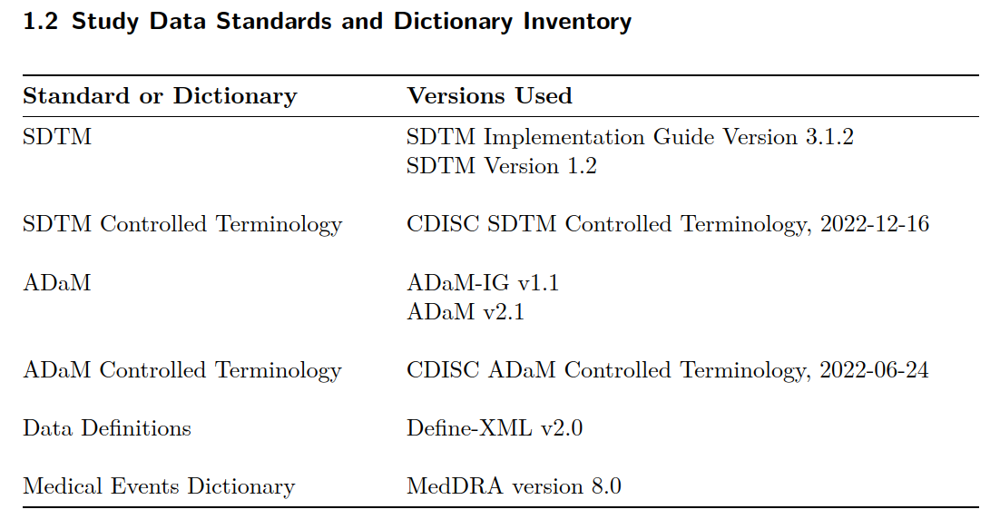 1.2 Study Data Standards and Dictionary Inventory
Standard or Dictionary Versions Used
SDTM SDTM Implementation Guide Version 3.1.2
SDTM Version 1.2
SDTM Controlled Terminology CDISC SDTM Controlled Terminology, 2022-12-16
ADaM ADaM-IG v1.1
ADaM v2.1
ADaM Controlled Terminology CDISC ADaM Controlled Terminology, 2022-06-24
Data Definitions Define-XML v2.0
Medical Events Dictionary MedDRA version 8.0